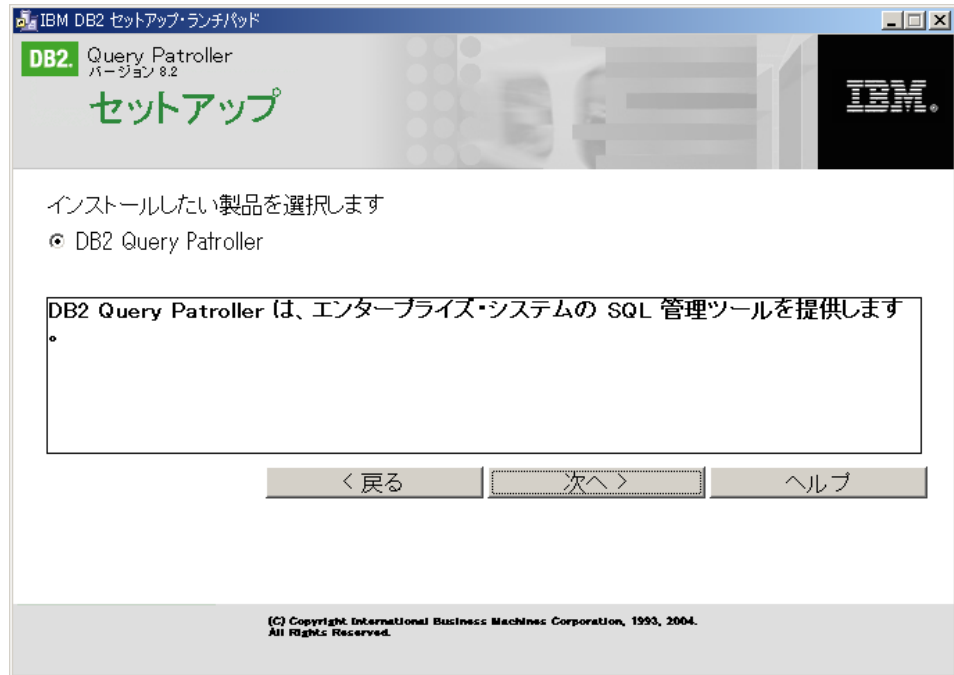 IBM DB2 セットアップ・ランチパッド
DB2. Query Patroller
バージョン 8.2
セットアップ
IBM.
インストールしたい製品を選択します
DB2 Query Patroller
DB2 Query Patroller は、エンタープライズ・システムの SQL 管理ツールを提供します
。
< 戻る
次へ >
ヘルプ
(C) Copyright International Business Machines Corporation, 1993, 2004.
All Rights Reserved.